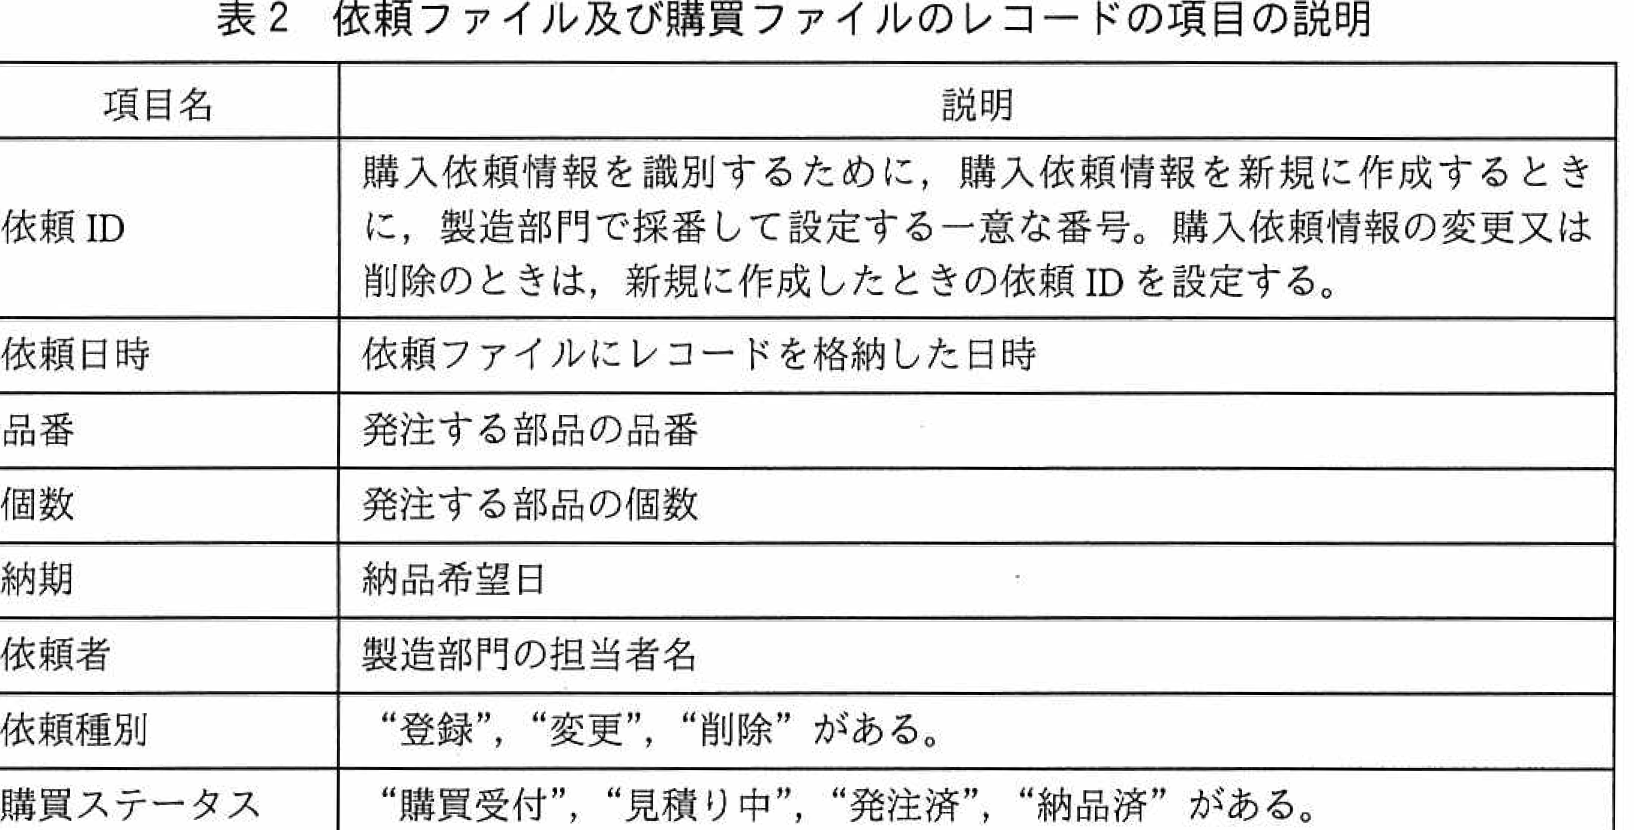 表2 依頼ファイル及び購買ファイルのレコードの項目の説明
項目名 説明
依頼 ID
購入依頼情報を識別するために，購入依頼情報を新規に作成するとき
に，製造部門で採番して設定する一意な番号。購入依頼情報の変更又は
削除のときは，新規に作成したときの依頼 ID を設定する。
依頼日時 依頼ファイルにレコードを格納した日時
品番 発注する部品の品番
個数 発注する部品の個数
納期 納品希望日
依頼者 製造部門の担当者名
依頼種別 “登録”，“変更”，“削除” がある。
購買ステータス “購買受付”，“見積り中”，“発注済”，“納品済” がある。